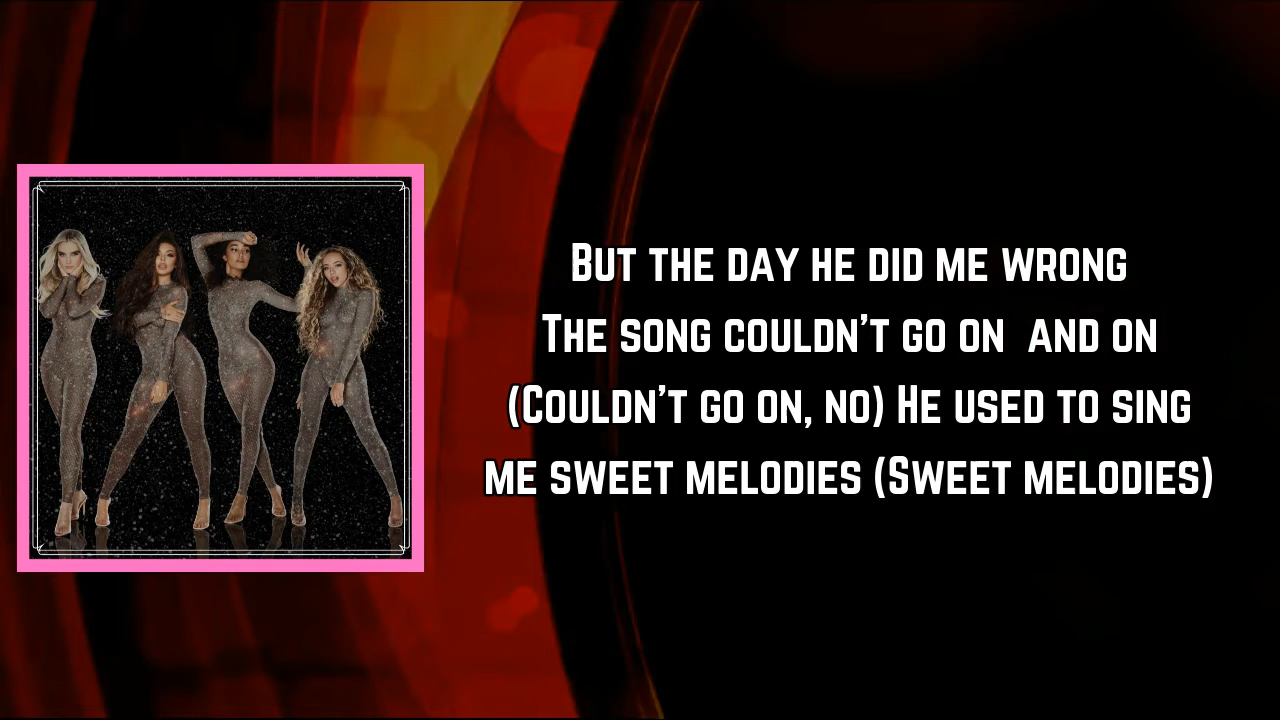 But the day he did me wrong
The song couldn't go on and on
(Couldn't go on, no) He used to sing
me sweet melodies (Sweet melodies)